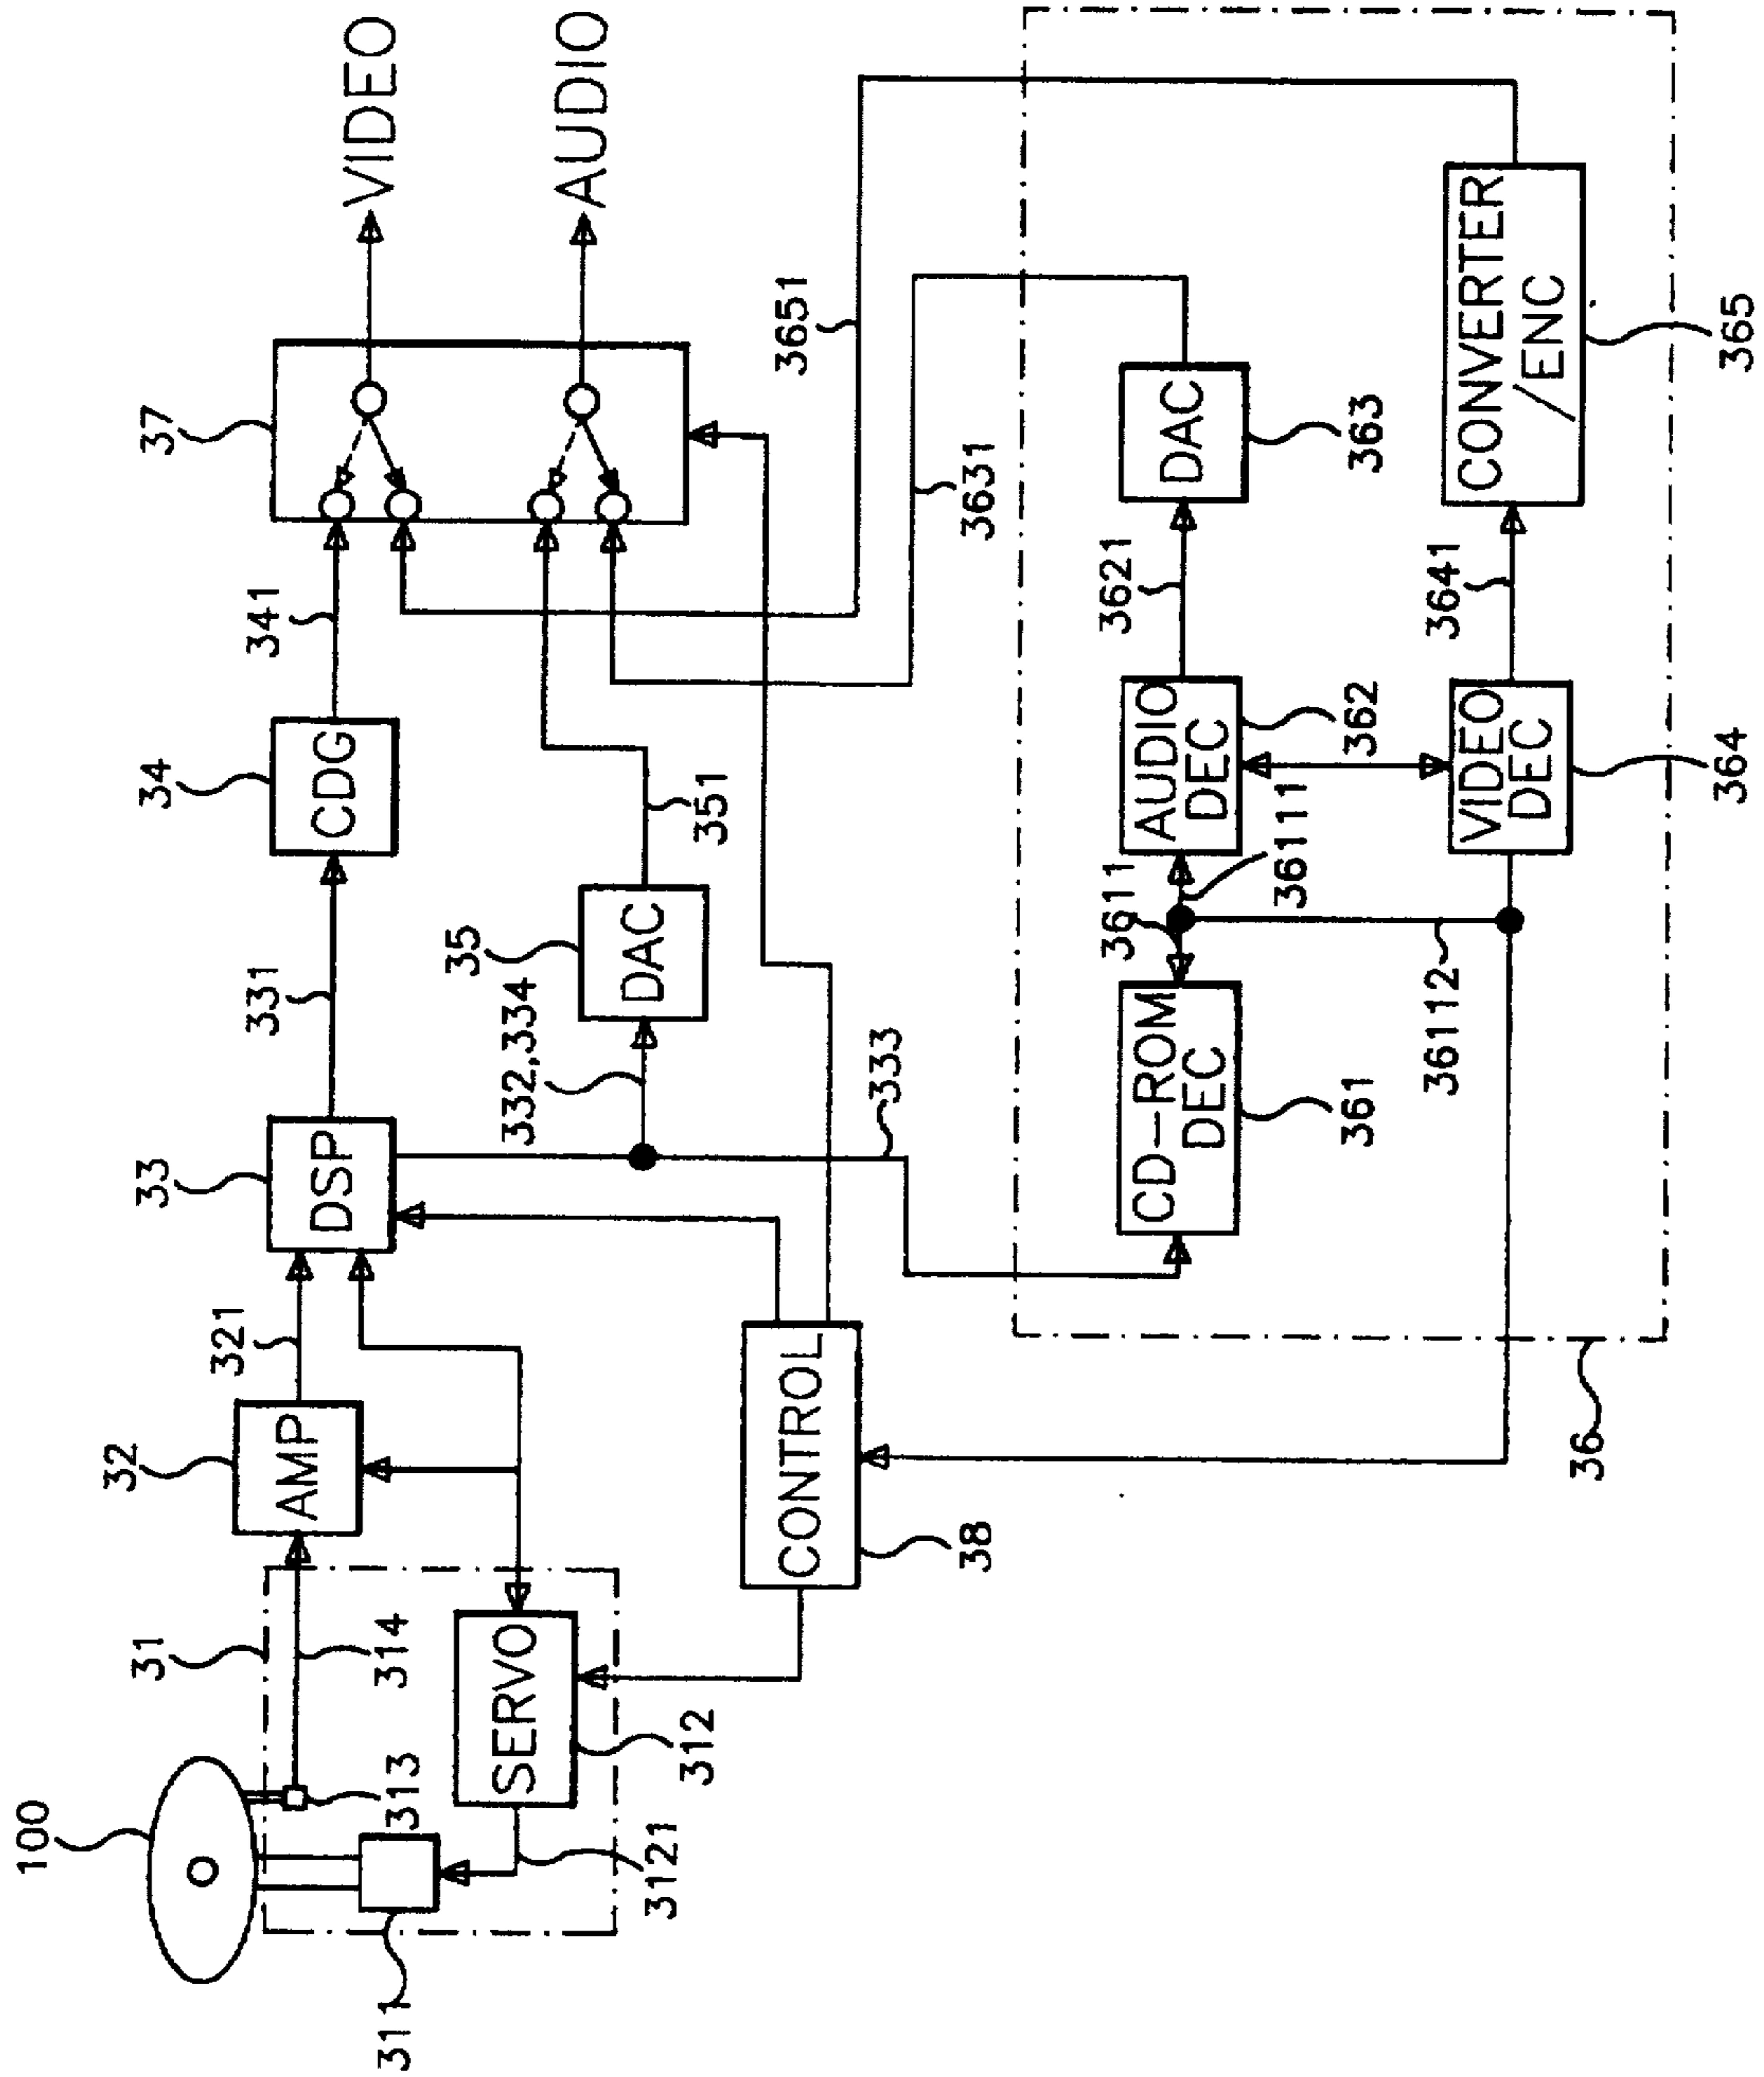 100
311
31
313
314
3121
SERVO
312
32
AMP
321
33
DSP
331
332,334
333
35
DAC
351
34
CDG
341
37
VIDEO
AUDIO
CONTROL
38
36
CD-ROM
DEC
361
3611
36111
36112
AUDIO
DEC
362
3621
DAC
363
3631
VIDEO
DEC
364
3641
CONVERTER
/ENC
365
3651